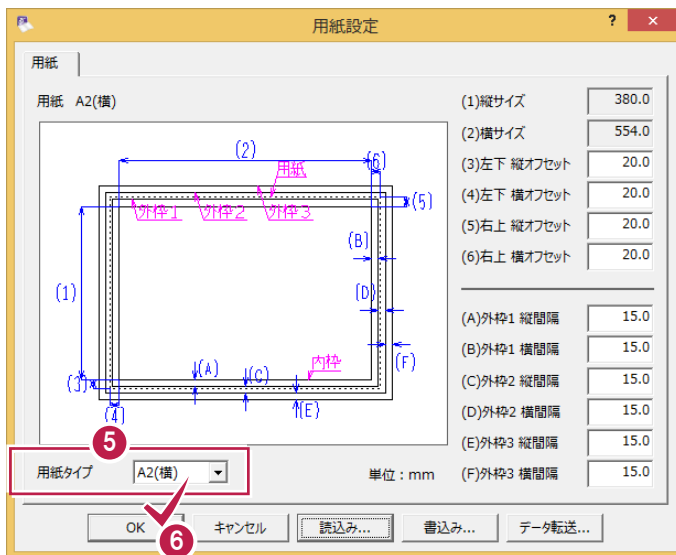 用紙設定
? ×
用紙
用紙 A2(横)
(1)縦サイズ 380.0
(2)横サイズ 554.0
(3)左下 縦オフセット 20.0
(4)左下 横オフセット 20.0
(5)右上 縦オフセット 20.0
(6)右上 横オフセット 20.0
(A)外枠1 縦間隔 15.0
(B)外枠1 横間隔 15.0
(C)外枠2 縦間隔 15.0
(D)外枠2 横間隔 15.0
(E)外枠3 縦間隔 15.0
(F)外枠3 横間隔 15.0
(2)
用紙
(6)
外枠1 外枠2 外枠3
(5)
(B)
(1)
(D)
(A)
(C)
内枠
(F)
(3)
(4)
(E)
5
用紙タイプ A2(横)
単位:mm
OK キャンセル 読込み... 書込み... データ転送...
6